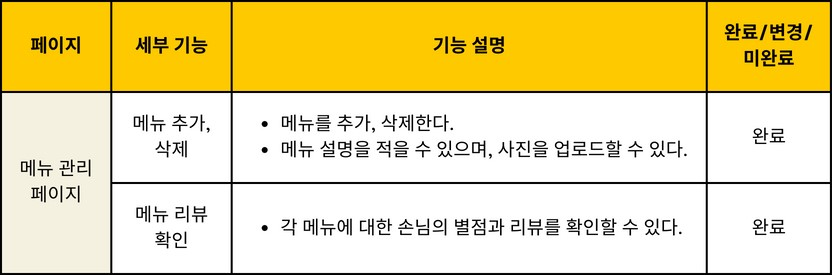 페이지
세부 기능
기능 설명
완료/변경/
미완료
메뉴 관리
페이지
메뉴 추가,
삭제
• 메뉴를 추가, 삭제한다.
• 메뉴 설명을 적을 수 있으며, 사진을 업로드할 수 있다.
완료
메뉴 리뷰
확인
• 각 메뉴에 대한 손님의 별점과 리뷰를 확인할 수 있다.
완료